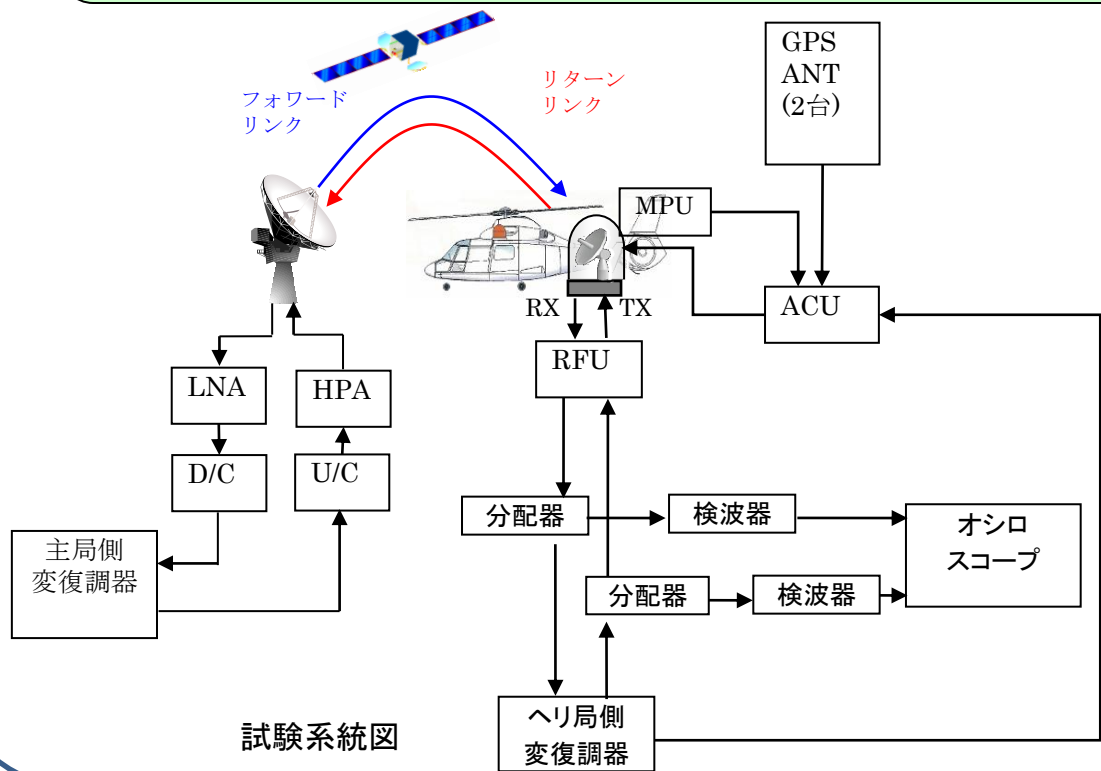 GPS
ANT
(2台)
フォワード
リンク
リターン
リンク
MPU
RX
TX
ACU
RFU
LNA
HPA
D/C
U/C
分配器
検波器
オシロ
スコープ
主局側
変復調器
分配器
検波器
ヘリ局側
変復調器
試験系統図